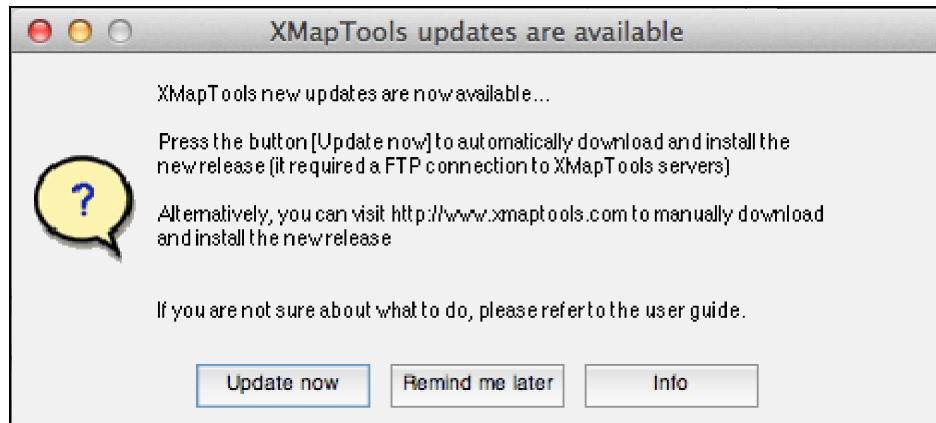 XMapTools updates are available
XMapTools new updates are now available...
Press the button [Update now] to automatically download and install the
new release (it required a FTP connection to XMapTools servers)
Alternatively, you can visit http://www.xmaptools.com to manually download
and install the new release
If you are not sure about what to do, please refer to the user guide.
?
Update now
Remind me later
Info